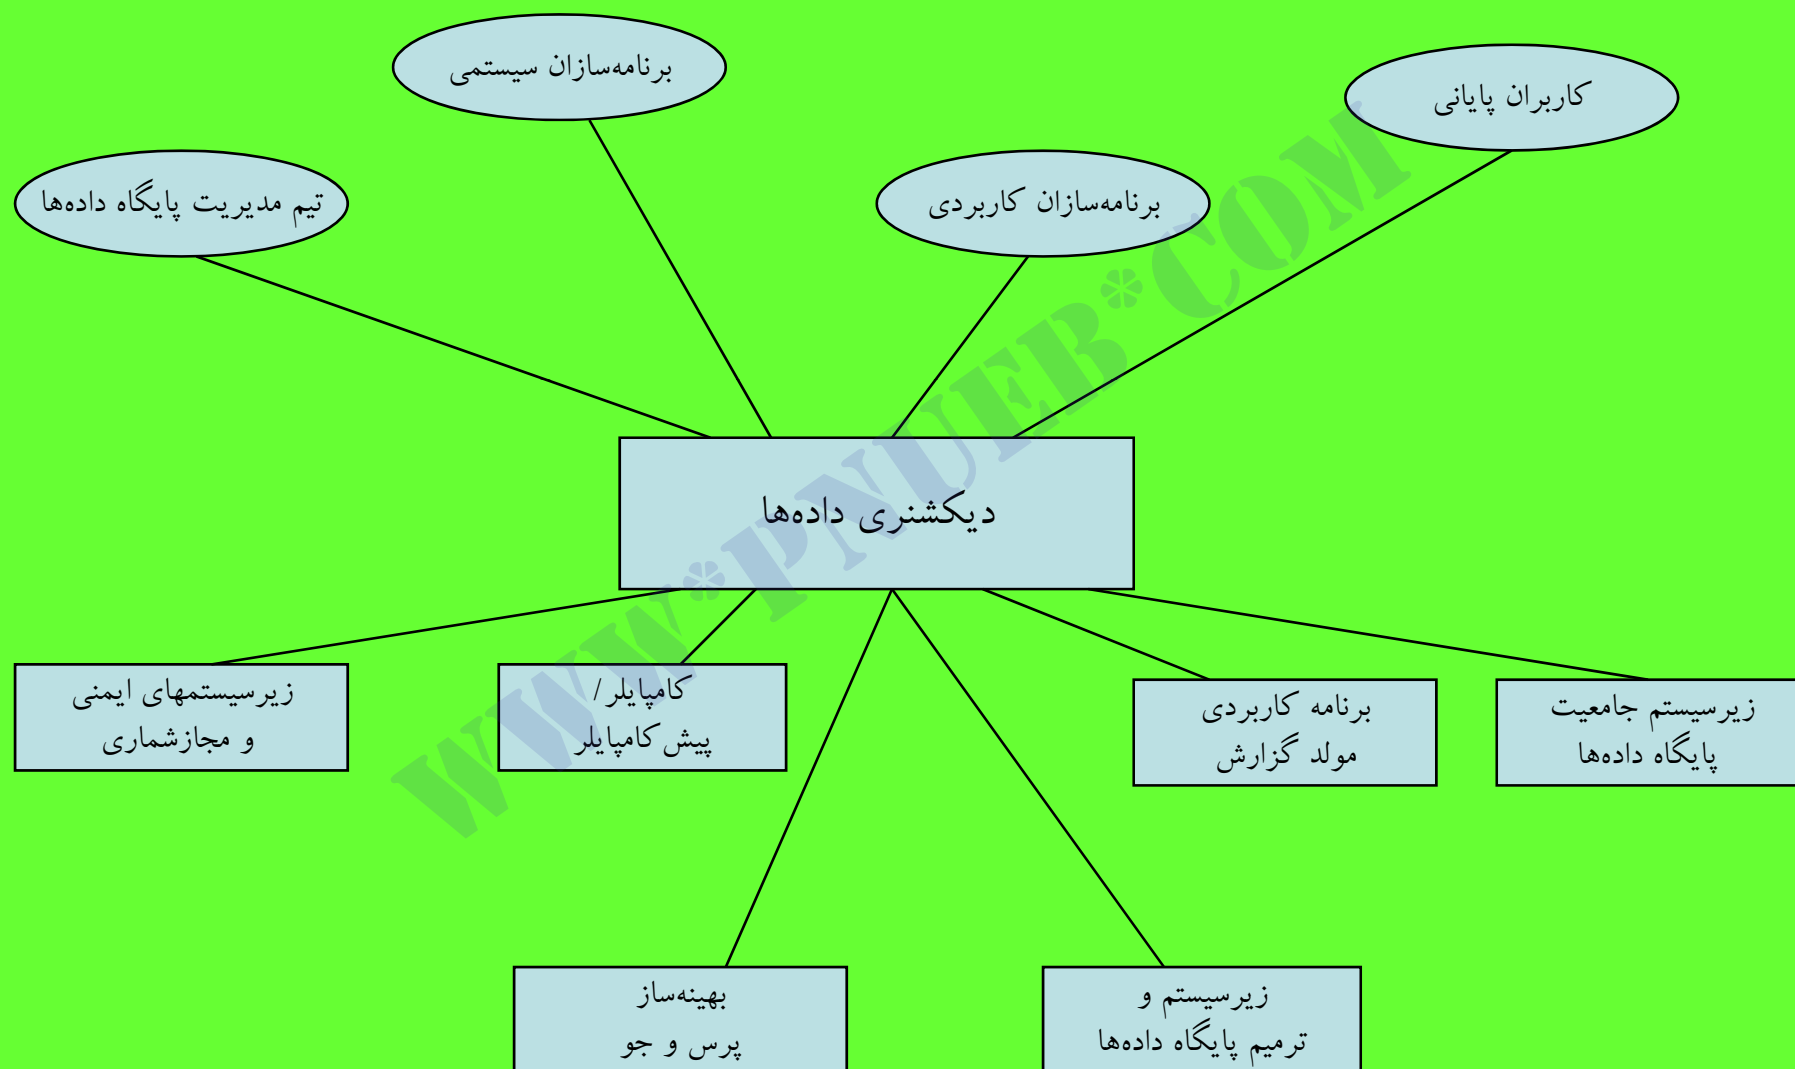 برنامه‌سازان سیستمی
کاربران پایانی
تیم مدیریت پایگاه داده‌ها
برنامه‌سازان کاربردی
دیکشنری داده‌ها
زیرسیستمهای ایمنی
و مجازشماری
کامپایلر /
پیش کامپایلر
برنامه کاربردی
مولد گزارش
زیرسیستم جامعیت
پایگاه داده‌ها
بهینه‌ساز
پرس و جو
زیرسیستم و
ترمیم پایگاه داده‌ها
WWW*PNUEB*COM